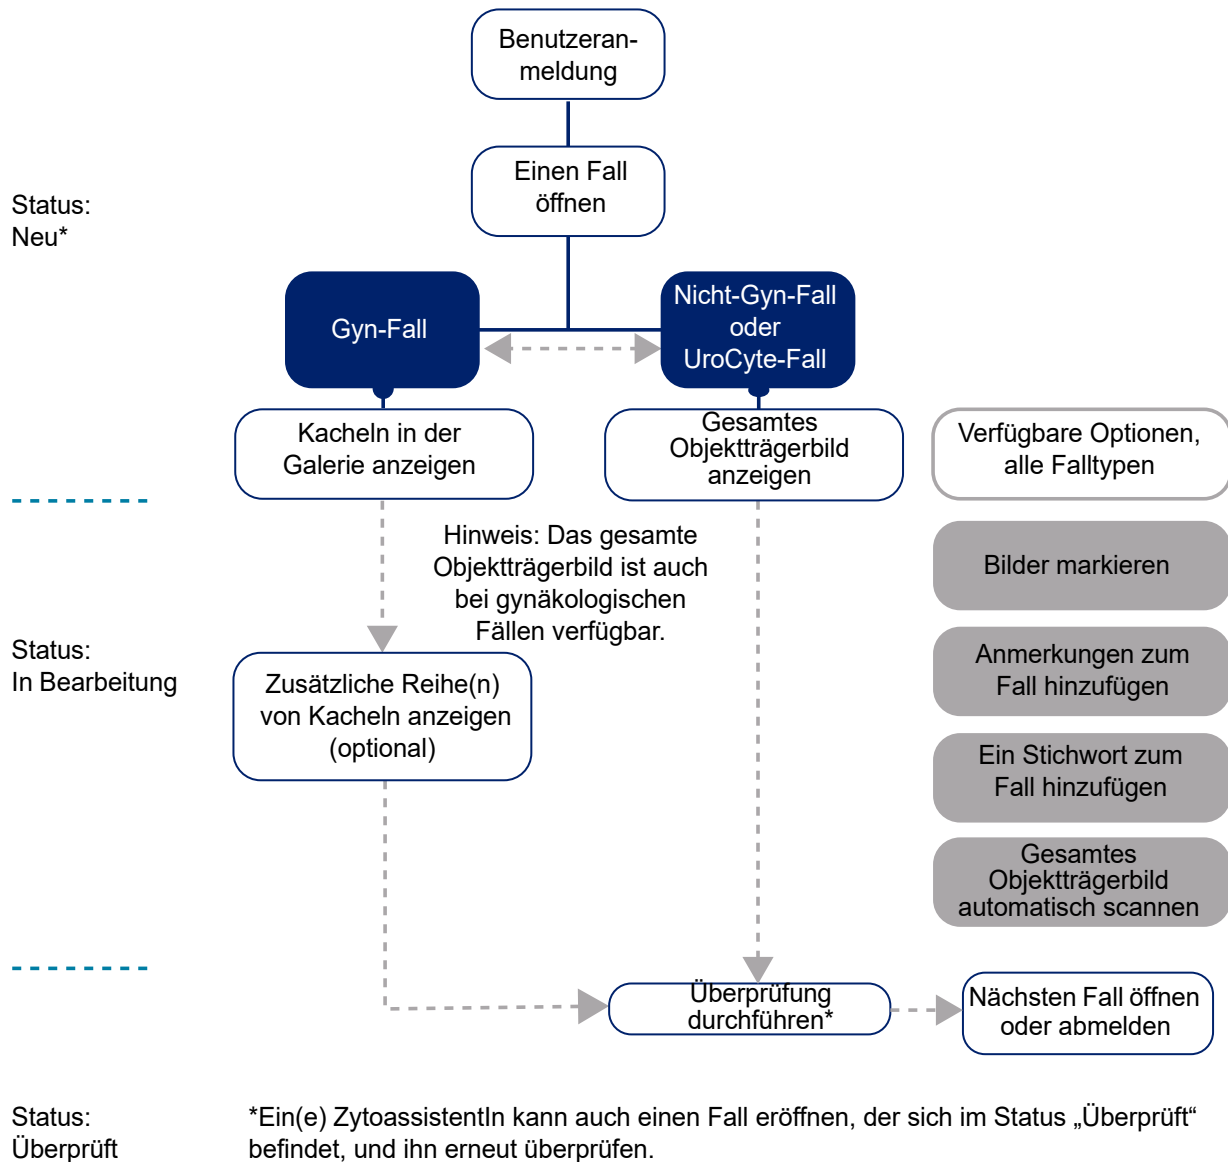 Benutzeran-
meldung
Einen Fall
öffnen
Status:
Neu*
Gyn-Fall
Nicht-Gyn-Fall
oder
UroCyte-Fall
Kacheln in der
Galerie anzeigen
Gesamtes
Objektträgerbild
anzeigen
Verfügbare Optionen,
alle Falltypen
Hinweis: Das gesamte
Objektträgerbild ist auch
bei gynäkologischen
Fällen verfügbar.
Bilder markieren
Status:
In Bearbeitung
Zusätzliche Reihe(n)
von Kacheln anzeigen
(optional)
Anmerkungen zum
Fall hinzufügen
Ein Stichwort zum
Fall hinzufügen
Gesamtes
Objektträgerbild
automatisch scannen
Überprüfung
durchführen*
Nächsten Fall öffnen
oder abmelden
Status:
Überprüft
*Ein(e) ZytoassistentIn kann auch einen Fall eröffnen, der sich im Status „Überprüft“
befindet, und ihn erneut überprüfen.